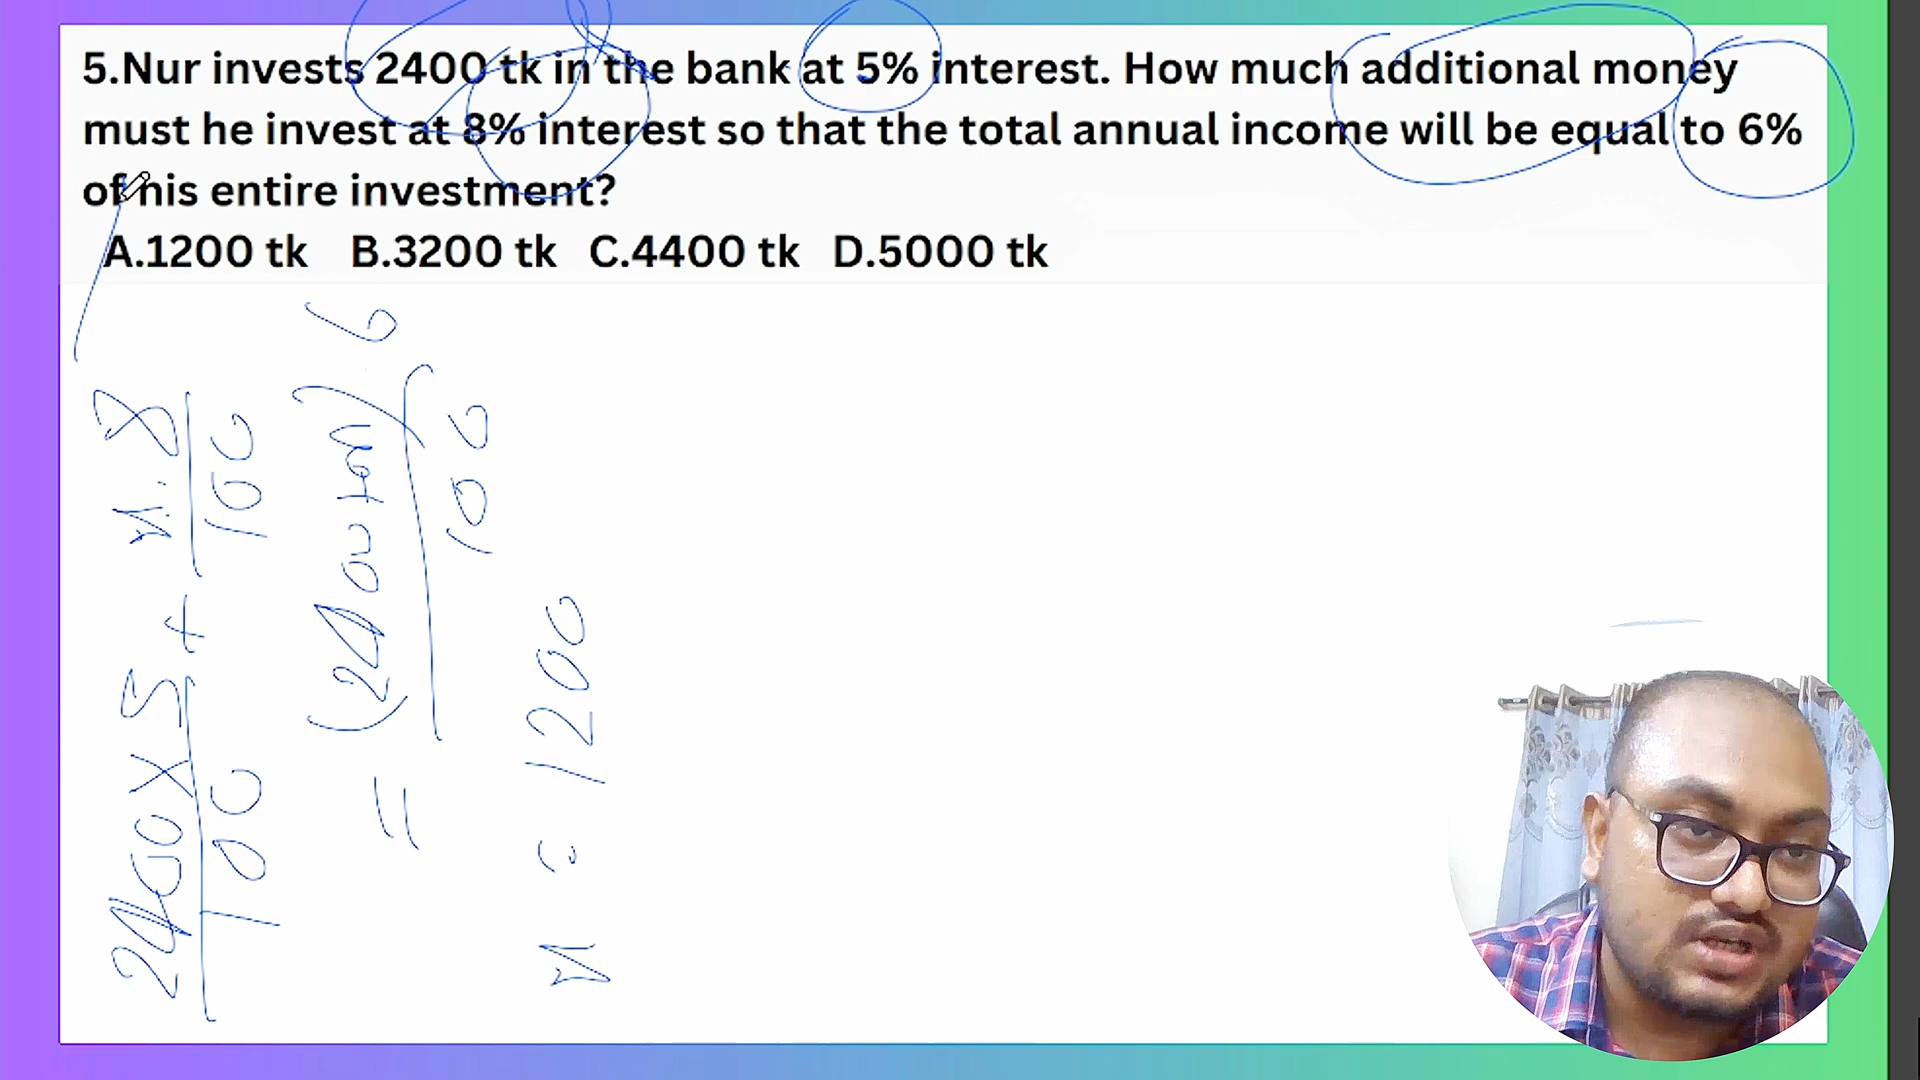 5.Nur invests 2400 tk in the bank at 5% interest. How much additional money
must he invest at 8% interest so that the total annual income will be equal to 6%
of his entire investment?
A.1200 tk B.3200 tk C.4400 tk D.5000 tk
2400×5/100 + x.8/100
= (2400+x) 6/100
x = 1200